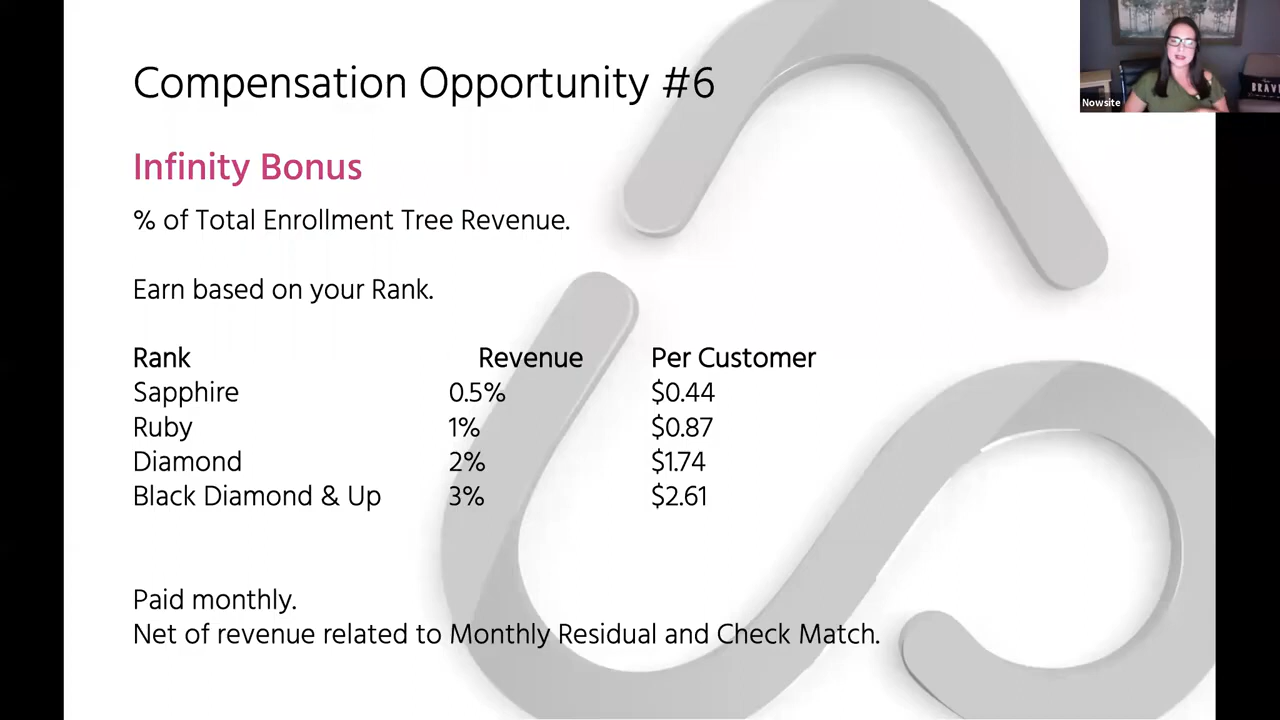 Compensation Opportunity #6
Infinity Bonus
% of Total Enrollment Tree Revenue.
Earn based on your Rank.
Rank Revenue Per Customer
Sapphire 0.5% $0.44
Ruby 1% $0.87
Diamond 2% $1.74
Black Diamond & Up 3% $2.61
Paid monthly.
Net of revenue related to Monthly Residual and Check Match.
Nowsite